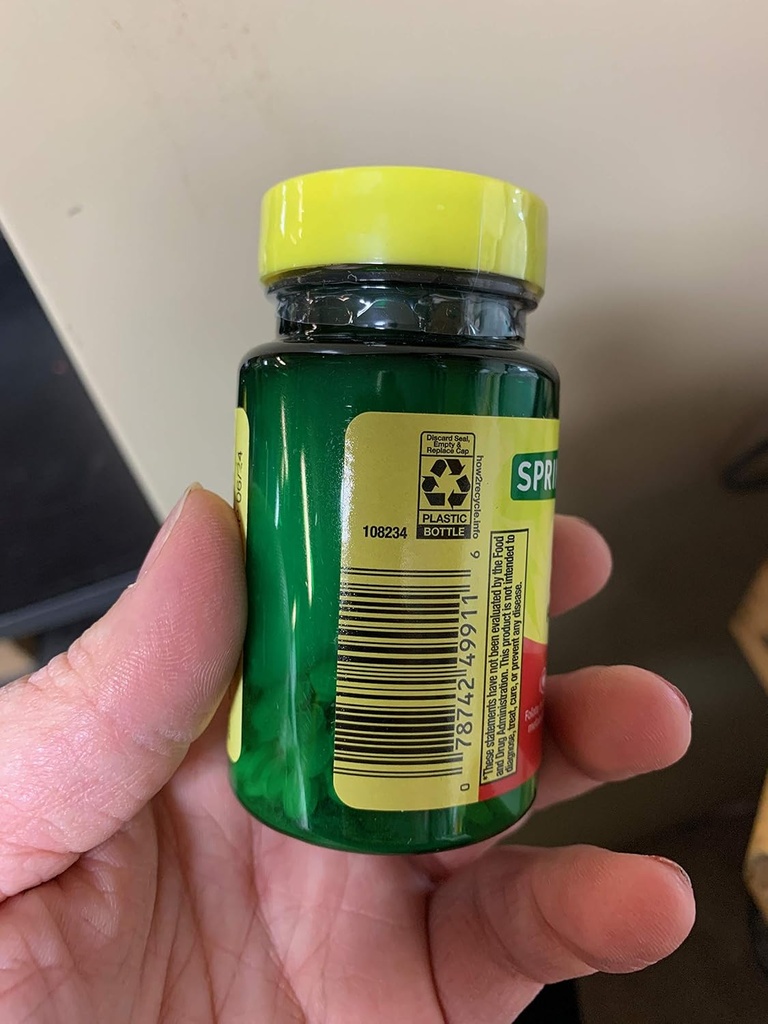 Discard Seal,
Empty &
Replace Cap
PLASTIC
BOTTLE
how2recycle.info
108234
0 78742 49911 6
SPRI
*These statements have not been evaluated by the Food
and Drug Administration. This product is not intended to
diagnose, treat, cure, or prevent any disease.
06/24